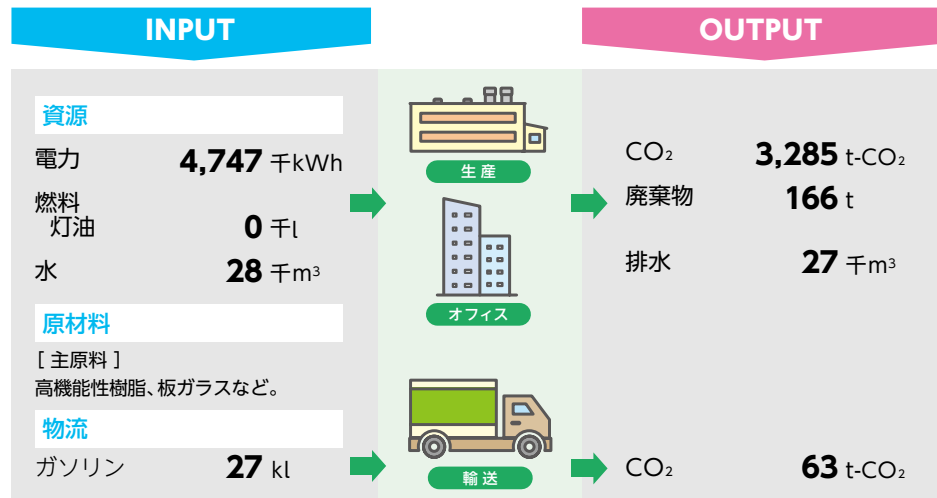 INPUT
OUTPUT
資源
電力 4,747 千kWh
燃料
灯油 0 千l
水 28 千m³
原材料
[ 主原料 ]
高機能性樹脂、板ガラスなど。
物流
ガソリン 27 kl
生産
オフィス
輸送
CO₂ 3,285 t-CO₂
廃棄物 166 t
排水 27 千m³
CO₂ 63 t-CO₂